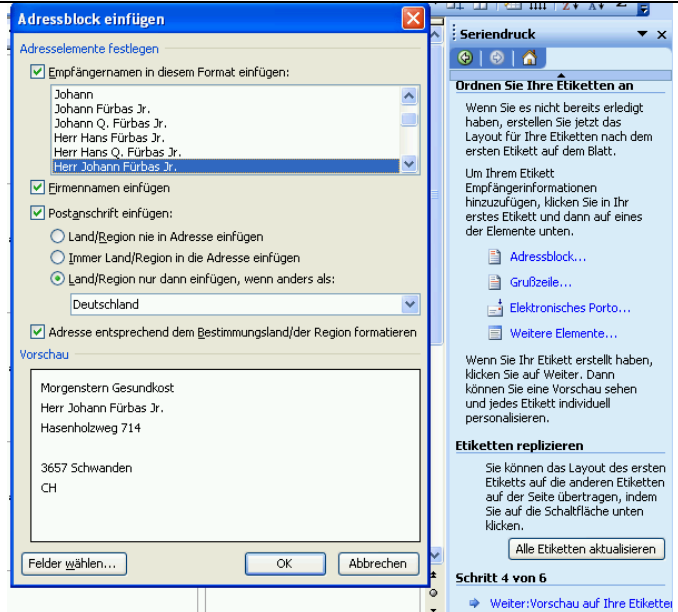 Adressblock einfügen
Adresselemente festlegen
Empfängernamen in diesem Format einfügen:
Johann
Johann Fürbas Jr.
Johann Q. Fürbas Jr.
Herr Hans Fürbas Jr.
Herr Hans Q. Fürbas Jr.
Herr Johann Fürbas Jr.
Firmennamen einfügen
Postanschrift einfügen:
Land/Region nie in Adresse einfügen
Immer Land/Region in die Adresse einfügen
Land/Region nur dann einfügen, wenn anders als:
Deutschland
Adresse entsprechend dem Bestimmungsland/der Region formatieren
Vorschau
Morgenstern Gesundkost
Herr Johann Fürbas Jr.
Hasenholzweg 714
3657 Schwanden
CH
Felder wählen...
OK
Abbrechen
Seriendruck
Ordnen Sie Ihre Etiketten an
Wenn Sie es nicht bereits erledigt
haben, erstellen Sie jetzt das
Layout für Ihre Etiketten nach dem
ersten Etikett auf dem Blatt.
Um Ihrem Etikett
Empfängerinformationen
hinzuzufügen, klicken Sie in Ihr
erstes Etikett und dann auf eines
der Elemente unten.
Adressblock...
Grußzeile...
Elektronisches Porto...
Weitere Elemente...
Wenn Sie Ihr Etikett erstellt haben,
klicken Sie auf Weiter. Dann
können Sie eine Vorschau sehen
und jedes Etikett individuell
personalisieren.
Etiketten replizieren
Sie können das Layout des ersten
Etiketts auf die anderen Etiketten
auf der Seite übertragen, indem
Sie auf die Schaltfläche unten
klicken.
Alle Etiketten aktualisieren
Schritt 4 von 6
Weiter:Vorschau auf Ihre Etiketten